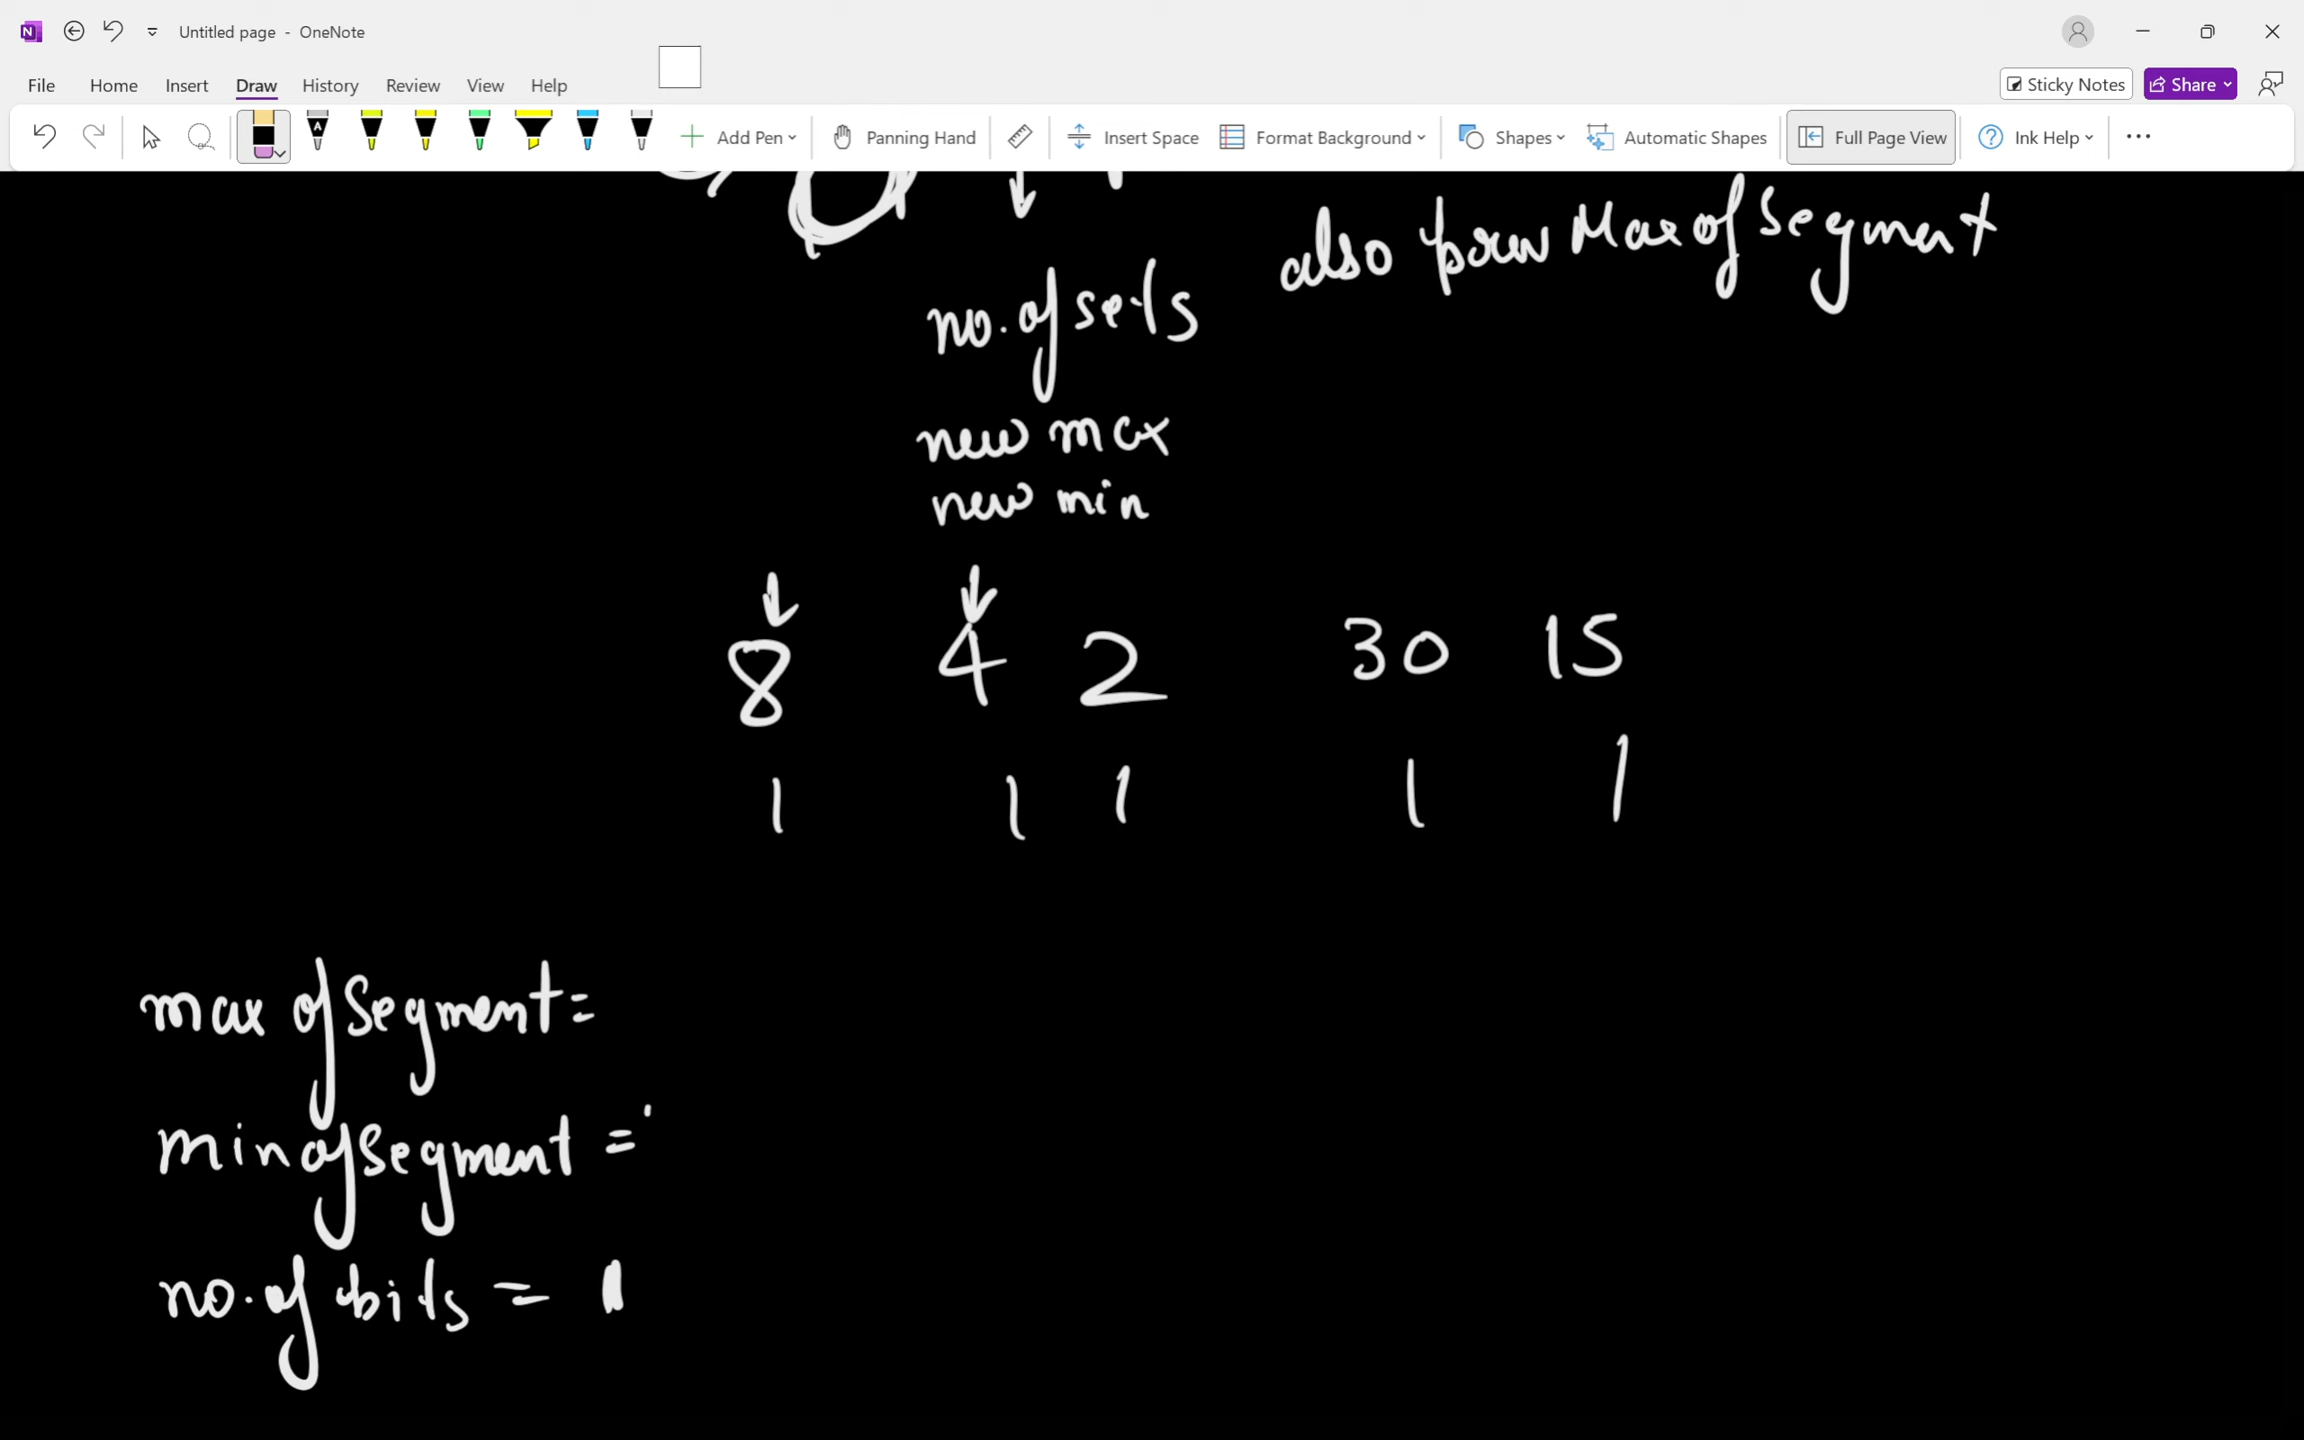 Untitled page - OneNote
File Home Insert Draw History Review View Help
Sticky Notes Share
Add Pen Panning Hand Insert Space Format Background Shapes Automatic Shapes Full Page View Ink Help
also Max of Segment
no. of sets
new max
new min
8 4 2 30 15
1 1 1 1 1
max of Segment =
min of Segment =
no. of bits = 1